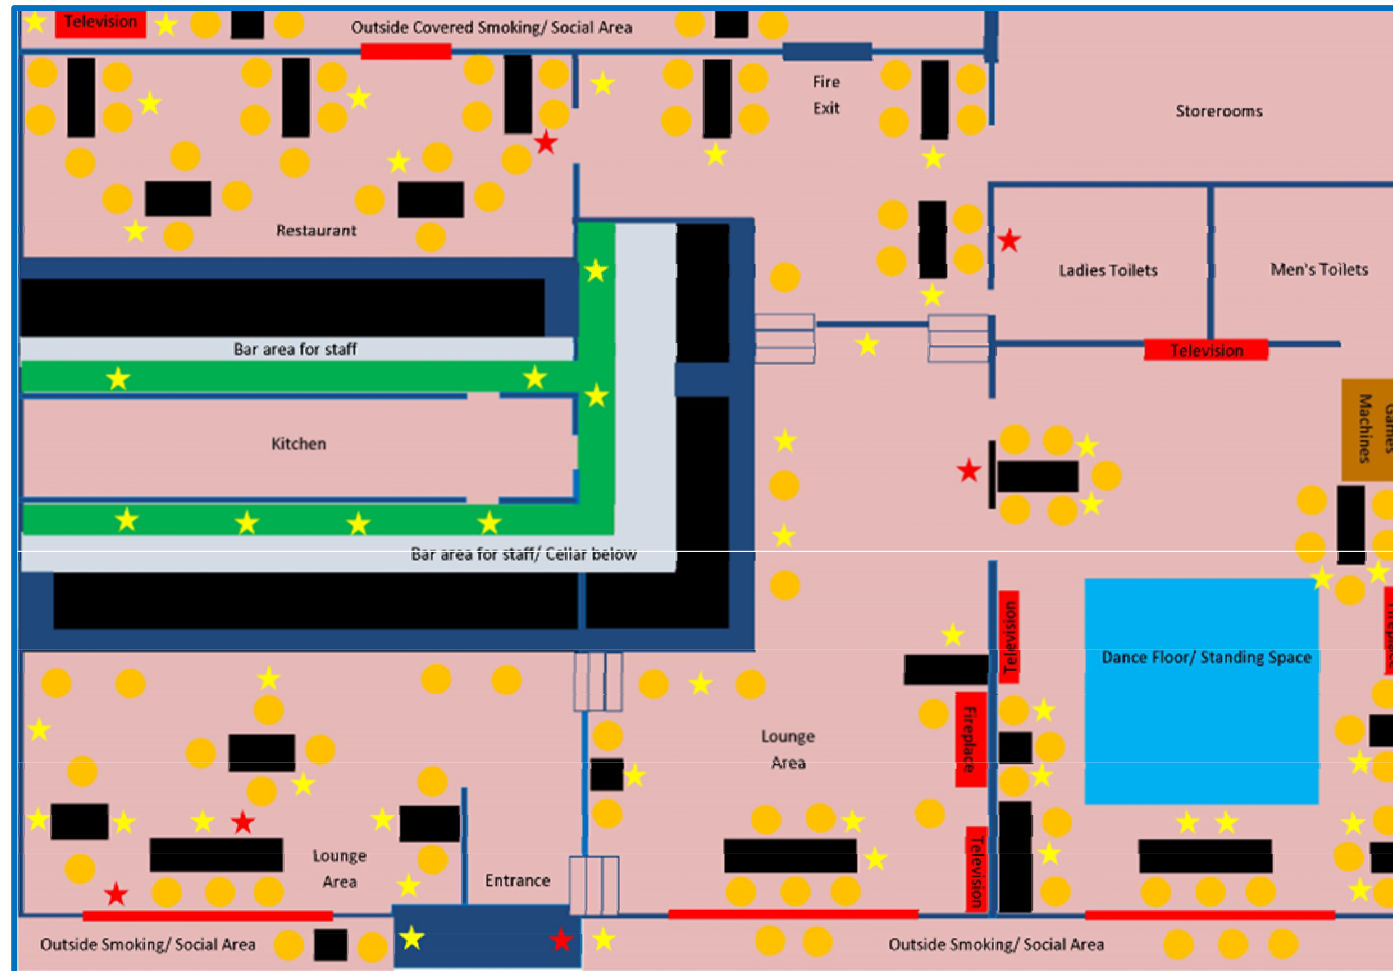 Television
Outside Covered Smoking/ Social Area
Fire
Exit
Storerooms
Restaurant
Ladies Toilets
Men's Toilets
Bar area for staff
Television
Kitchen
Games
Machines
Bar area for staff/ Cellar below
Television
Dance Floor/ Standing Space
Fireplace
Lounge
Area
Lounge
Area
Entrance
Television
Outside Smoking/ Social Area
Outside Smoking/ Social Area